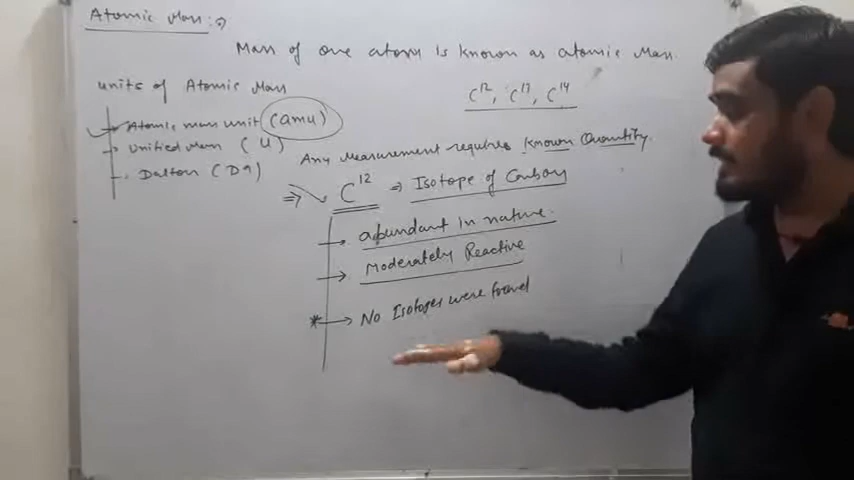 Atomic Mass :-
Mass of one atom is known as atomic Mass.
units of Atomic Mass
C¹², C¹³, C¹⁴
Atomic mass unit (amu)
Unified Mass (U)
Dalton (Da)
Any Measurement requires known Quantity.
⇒ C¹² ⇒ Isotope of Carbon
→ abundant in nature.
→ Moderately Reactive
* → No Isotopes were found